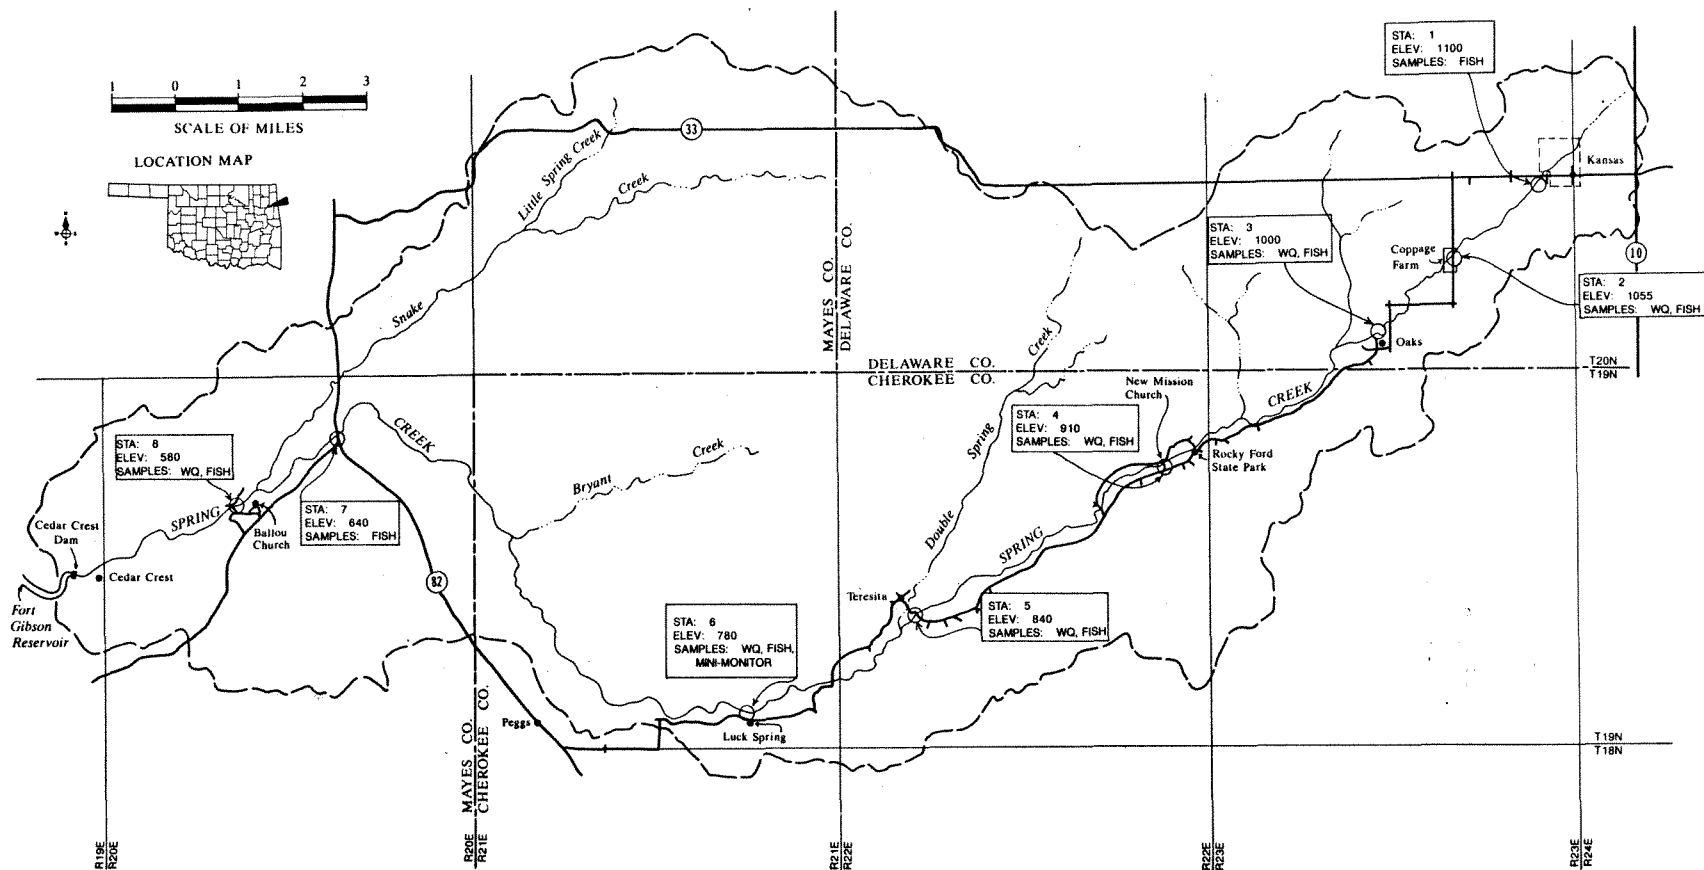 1 0 1 2 3
SCALE OF MILES
LOCATION MAP
33
Little Spring Creek
Creek
Snake
STA: 1
ELEV: 1100
SAMPLES: FISH
Kansas
10
STA: 3
ELEV: 1000
SAMPLES: WQ, FISH
Coppage
Farm
STA: 2
ELEV: 1055
SAMPLES: WQ, FISH
Oaks
MAYES CO.
DELAWARE CO.
DELAWARE CO.
CHEROKEE CO.
T20N
T19N
New Mission
Church
STA: 4
ELEV: 910
SAMPLES: WQ, FISH
CREEK
Rocky Ford
State Park
Creek
Spring
Double
SPRING
CREEK
Bryant
Creek
STA: 8
ELEV: 580
SAMPLES: WQ, FISH
SPRING
Ballou
Church
STA: 7
ELEV: 640
SAMPLES: FISH
Cedar Crest
Dam
Cedar Crest
Fort
Gibson
Reservoir
82
Teresita
STA: 5
ELEV: 840
SAMPLES: WQ, FISH
STA: 6
ELEV: 780
SAMPLES: WQ, FISH,
MINI-MONITOR
Peggs
Luck Spring
T19N
T18N
MAYES CO.
CHEROKEE CO.
R19E
R20E
R20E
R21E
R21E
R22E
R22E
R23E
R23E
R24E